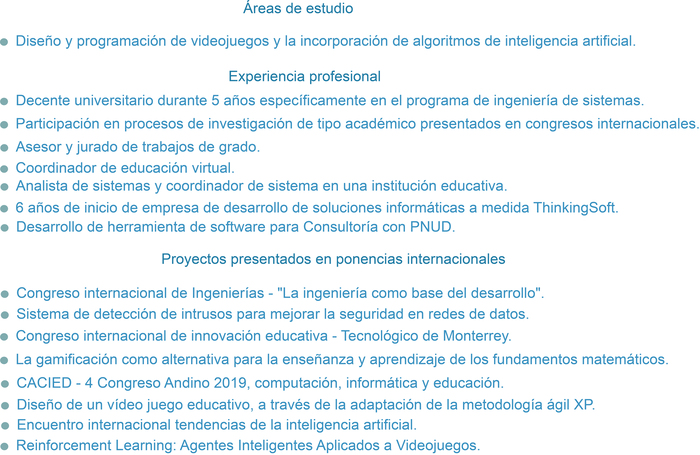 Áreas de estudio
Diseño y programación de videojuegos y la incorporación de algoritmos de inteligencia artificial.
Experiencia profesional
Decente universitario durante 5 años específicamente en el programa de ingeniería de sistemas.
Participación en procesos de investigación de tipo académico presentados en congresos internacionales.
Asesor y jurado de trabajos de grado.
Coordinador de educación virtual.
Analista de sistemas y coordinador de sistema en una institución educativa.
6 años de inicio de empresa de desarrollo de soluciones informáticas a medida ThinkingSoft.
Desarrollo de herramienta de software para Consultoría con PNUD.
Proyectos presentados en ponencias internacionales
Congreso internacional de Ingenierías - "La ingeniería como base del desarrollo".
Sistema de detección de intrusos para mejorar la seguridad en redes de datos.
Congreso internacional de innovación educativa - Tecnológico de Monterrey.
La gamificación como alternativa para la enseñanza y aprendizaje de los fundamentos matemáticos.
CACIED - 4 Congreso Andino 2019, computación, informática y educación.
Diseño de un vídeo juego educativo, a través de la adaptación de la metodología ágil XP.
Encuentro internacional tendencias de la inteligencia artificial.
Reinforcement Learning: Agentes Inteligentes Aplicados a Videojuegos.